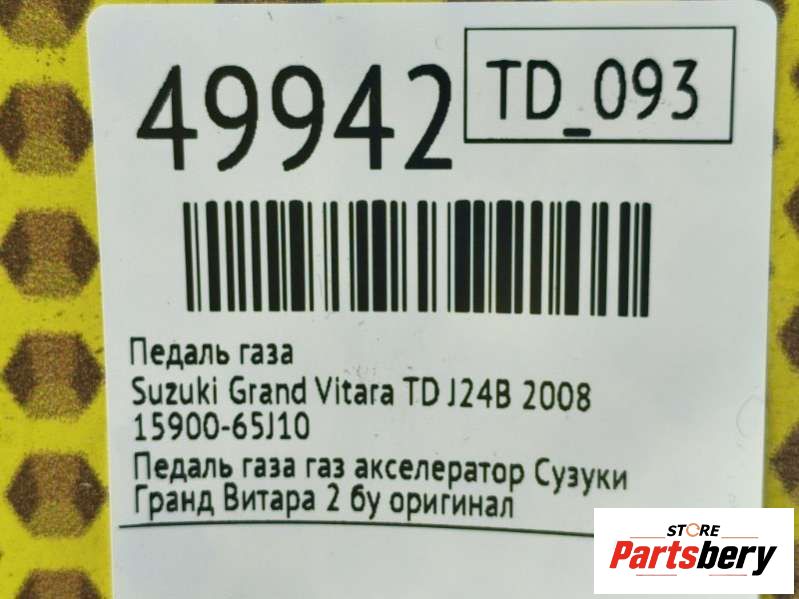 49942
TD_093
Педаль газа
Suzuki Grand Vitara TD J24B 2008
15900-65J10
Педаль газа газ акселератор Сузуки
Гранд Витара 2 бу оригинал
STORE
Partsbery